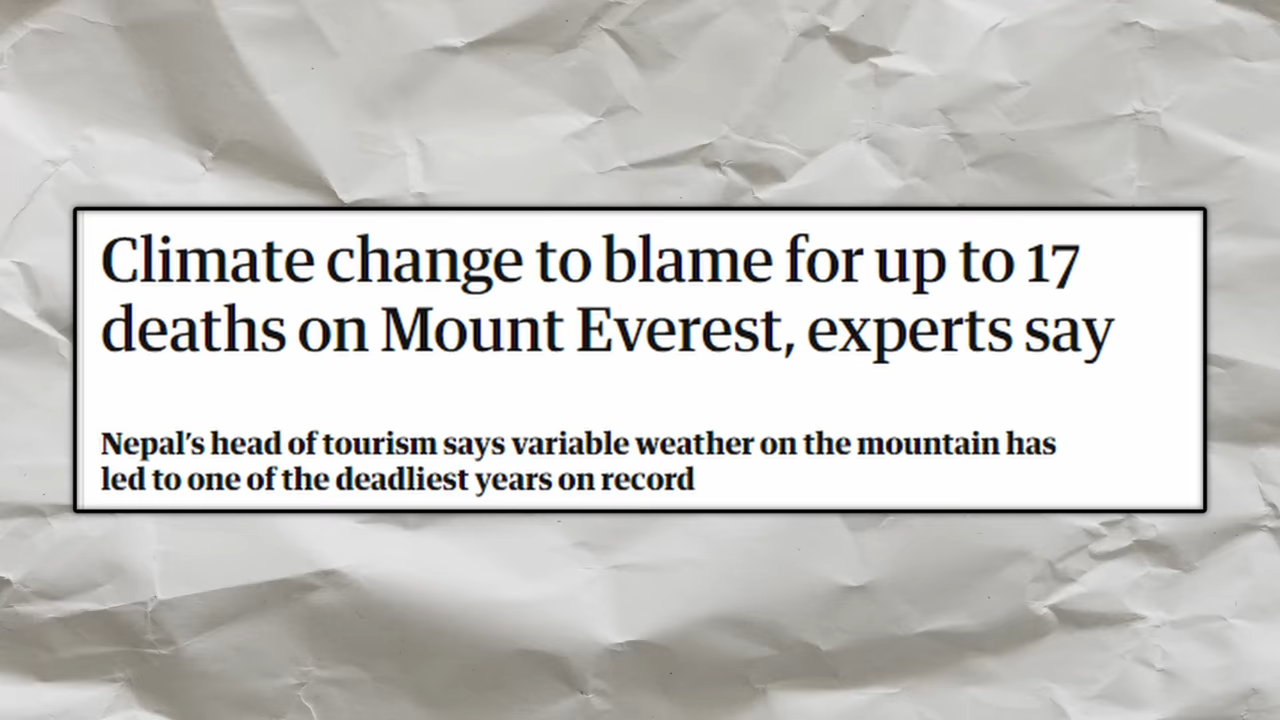 Climate change to blame for up to 17
deaths on Mount Everest, experts say
Nepal's head of tourism says variable weather on the mountain has
led to one of the deadliest years on record